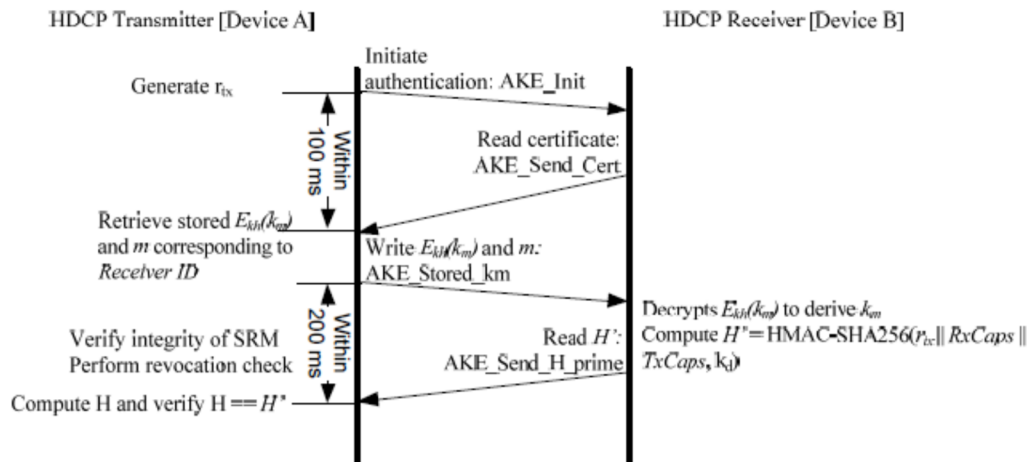 HDCP Transmitter [Device A]
HDCP Receiver [Device B]
Initiate
authentication: AKE_Init
Generate rtx
Within
100 ms
Read certificate:
AKE_Send_Cert
Retrieve stored Ekh(km)
and m corresponding to
Receiver ID
Write Ekh(km) and m:
AKE_Stored_km
Within
200 ms
Decrypts Ekh(km) to derive km
Compute H'=HMAC-SHA256(rtx|| RxCaps ||
TxCaps, kd)
Verify integrity of SRM
Perform revocation check
Read H':
AKE_Send_H_prime
Compute H and verify H == H'